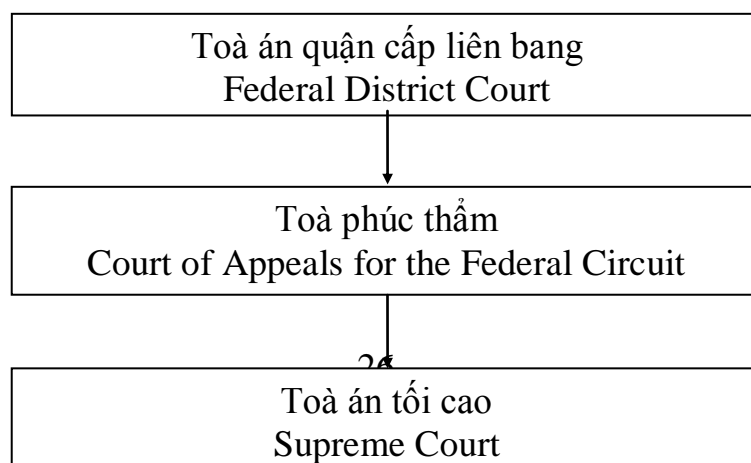 Toà án quận cấp liên bang
Federal District Court
Toà phúc thẩm
Court of Appeals for the Federal Circuit
26
Toà án tối cao
Supreme Court